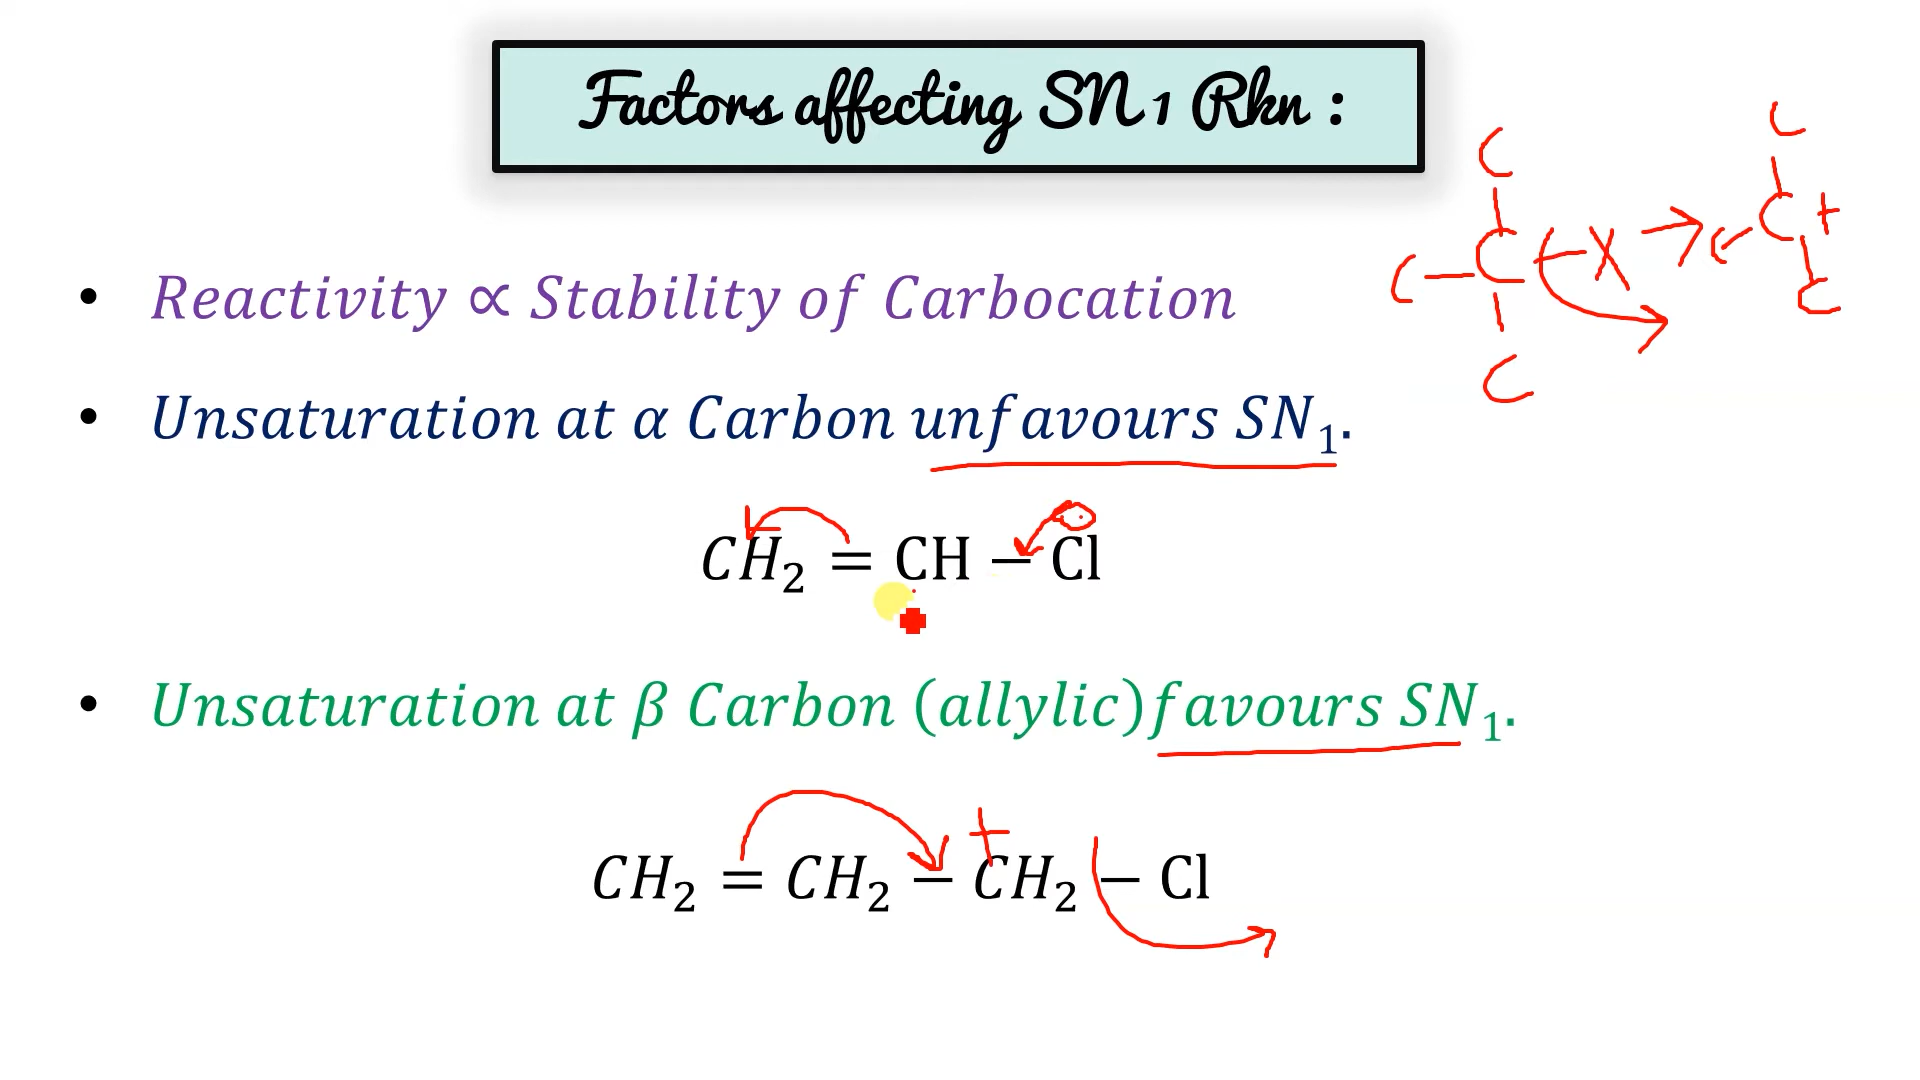 Factors affecting SN1 Rkn :
• Reactivity ∝ Stability of Carbocation
• Unsaturation at α Carbon unfavours SN₁.
CH₂ = CH − Cl
• Unsaturation at β Carbon (allylic)favours SN₁.
CH₂ = CH₂ − CH₂ − Cl
+
C
C
C − C − X → C C +
C
C